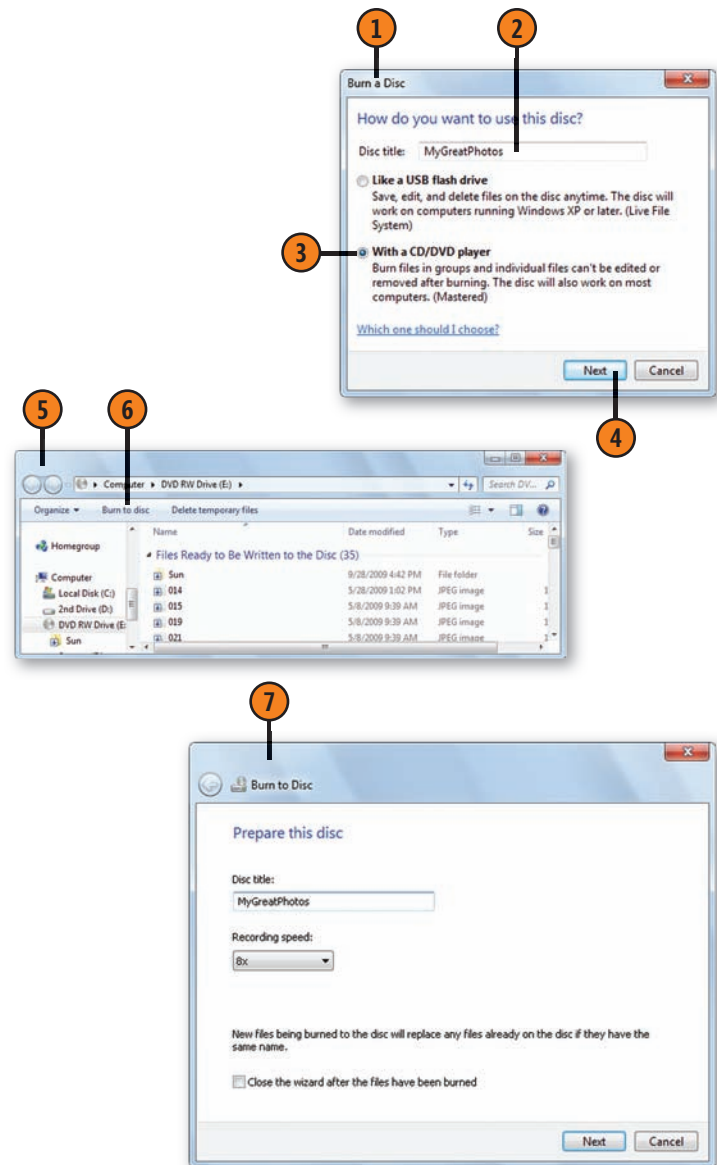 1
2
Burn a Disc
How do you want to use this disc?
Disc title: MyGreatPhotos
Like a USB flash drive
Save, edit, and delete files on the disc anytime. The disc will
work on computers running Windows XP or later. (Live File
System)
3
With a CD/DVD player
Burn files in groups and individual files can't be edited or
removed after burning. The disc will also work on most
computers. (Mastered)
Which one should I choose?
Next Cancel
4
5
6
Computer DVD RW Drive (E:)
Search DV...
Organize Burn to disc Delete temporary files
Name Date modified Type Size
Homegroup
Files Ready to Be Written to the Disc (35)
Computer
Local Disk (C:)
2nd Drive (D:)
DVD RW Drive (E:
Sun
Sun 9/28/2009 4:42 PM File folder
014 5/28/2009 1:02 PM JPEG image 1
015 5/8/2009 9:39 AM JPEG image 1
019 5/8/2009 9:39 AM JPEG image 1
021 5/8/2009 9:39 AM JPEG image 1
7
Burn to Disc
Prepare this disc
Disc title:
MyGreatPhotos
Recording speed:
8x
New files being burned to the disc will replace any files already on the disc if they have the
same name.
Close the wizard after the files have been burned
Next Cancel